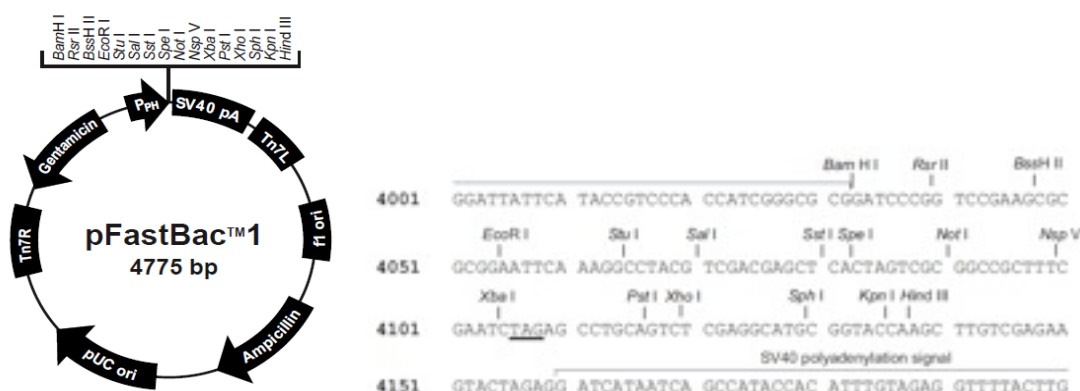 BamH I
Rsr II
BssH II
EcoR I
Stu I
Sal I
Sst I
Spe I
Not I
Nsp V
Xba I
Pst I
Xho I
Sph I
Kpn I
Hind III
PPH
SV40 pA
Tn7L
f1 ori
Ampicillin
pUC ori
Tn7R
Gentamicin
pFastBac™1
4775 bp
Bam H I Rsr II BssH II
4001 GGATTATTCA TACCGTCCCA CCATCGGGCG CGGATCCCGG TCCGAAGCGC
EcoR I Stu I Sal I Sst I Spe I Not I Nsp V
4051 GCGGAATTCA AAGGCCTACG TCGACGAGCT CACTAGTCGC GGCCGCTTTC
Xba I Pst I Xho I Sph I Kpn I Hind III
4101 GAATCTAGAG CCTGCAGTCT CGAGGCATGC GGTACCAAGC TTGTCGAGAA
SV40 polyadenylation signal
4151 GTACTAGAGG ATCATAATCA GCCATACCAC ATTTGTAGAG GTTTTACTTG